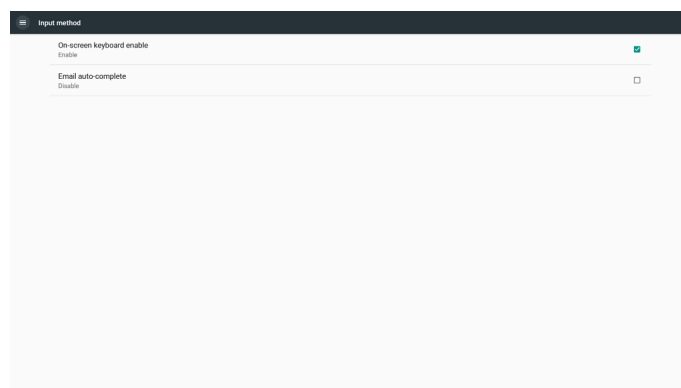 Input method
On-screen keyboard enable
Enable
Email auto-complete
Disable